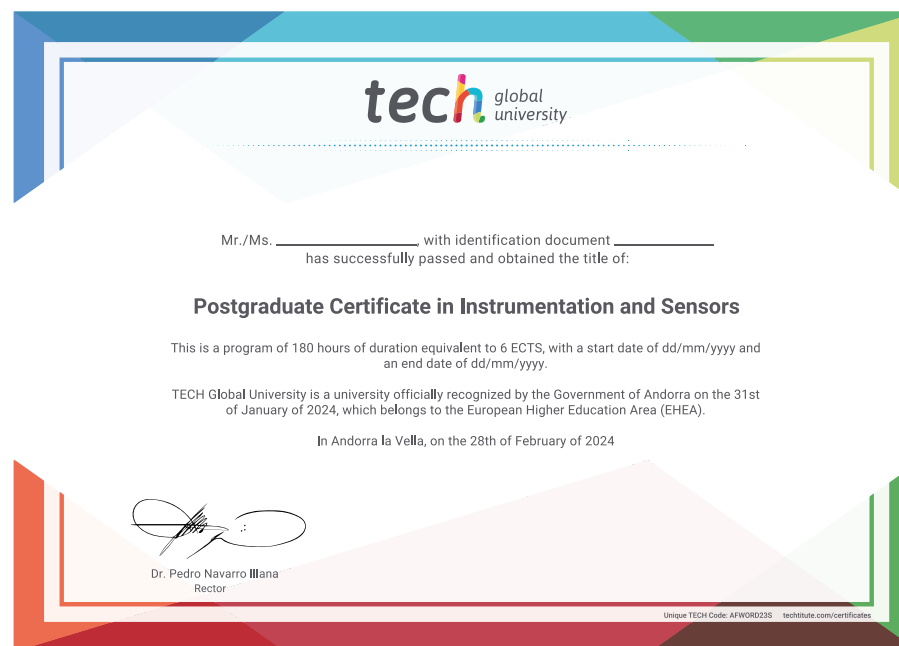 tech global university
Mr./Ms. ________________, with identification document ____________
has successfully passed and obtained the title of:
Postgraduate Certificate in Instrumentation and Sensors
This is a program of 180 hours of duration equivalent to 6 ECTS, with a start date of dd/mm/yyyy and
an end date of dd/mm/yyyy.
TECH Global University is a university officially recognized by the Government of Andorra on the 31st
of January of 2024, which belongs to the European Higher Education Area (EHEA).
In Andorra la Vella, on the 28th of February of 2024
Dr. Pedro Navarro Illana
Rector
Unique TECH Code: AFWORD23S techtitute.com/certificates